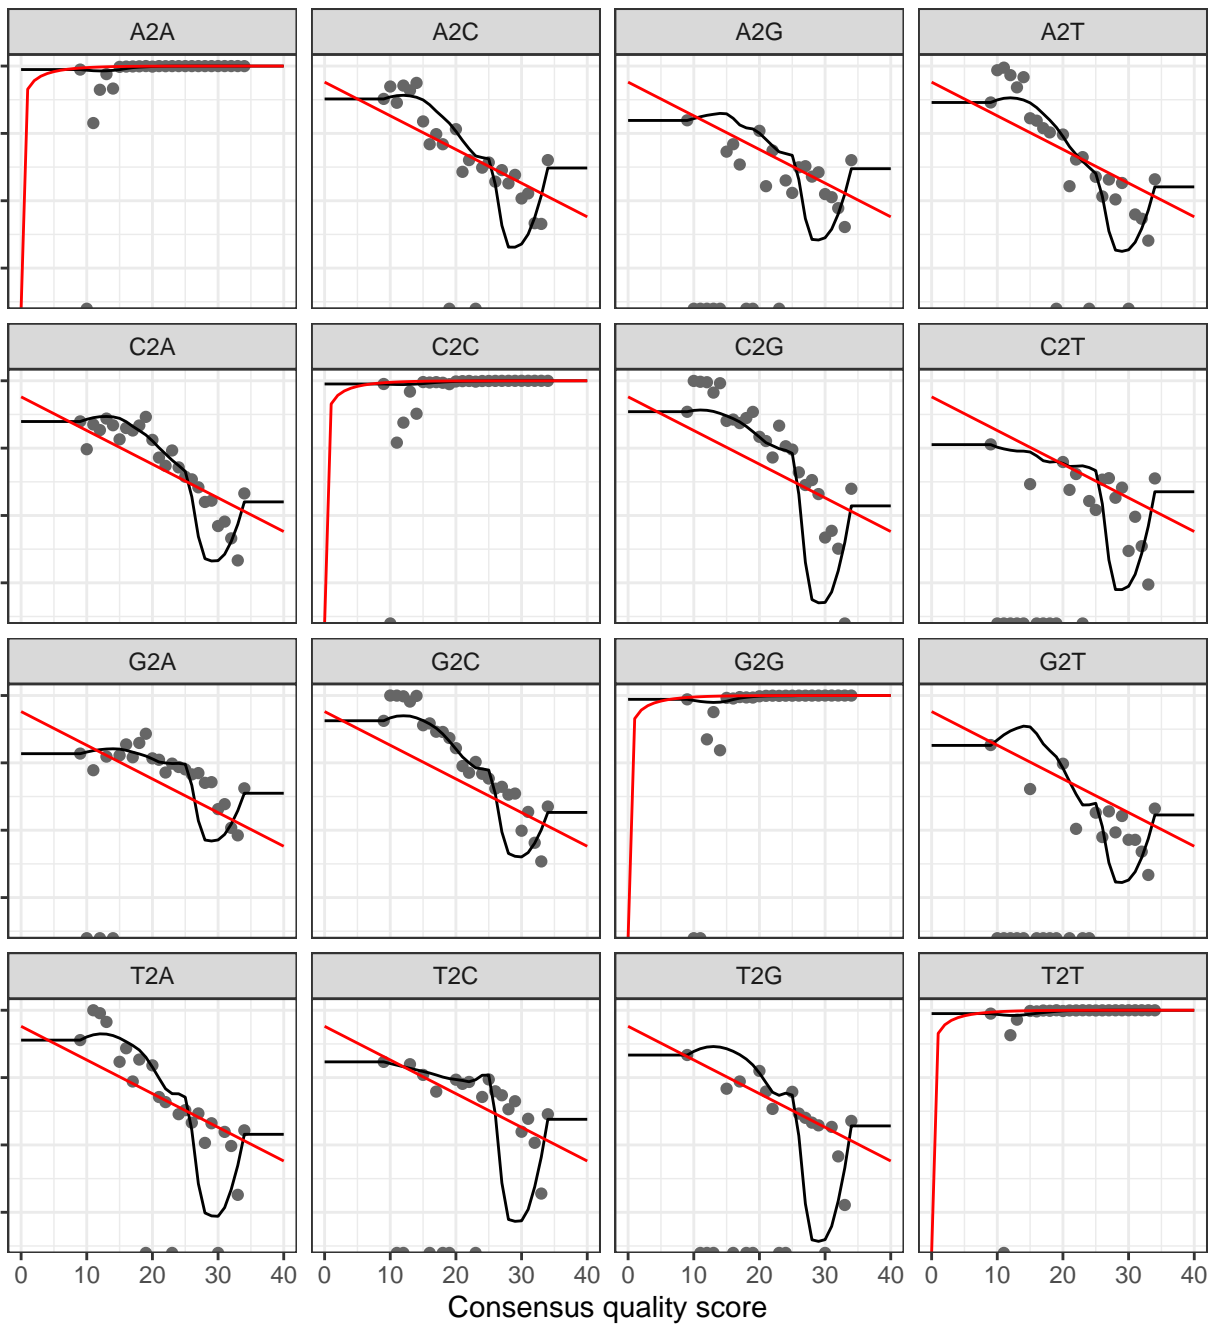 A2A A2C A2G A2T
C2A C2C C2G C2T
G2A G2C G2G G2T
T2A T2C T2G T2T
0 10 20 30 40 0 10 20 30 40 0 10 20 30 40 0 10 20 30 40
Consensus quality score